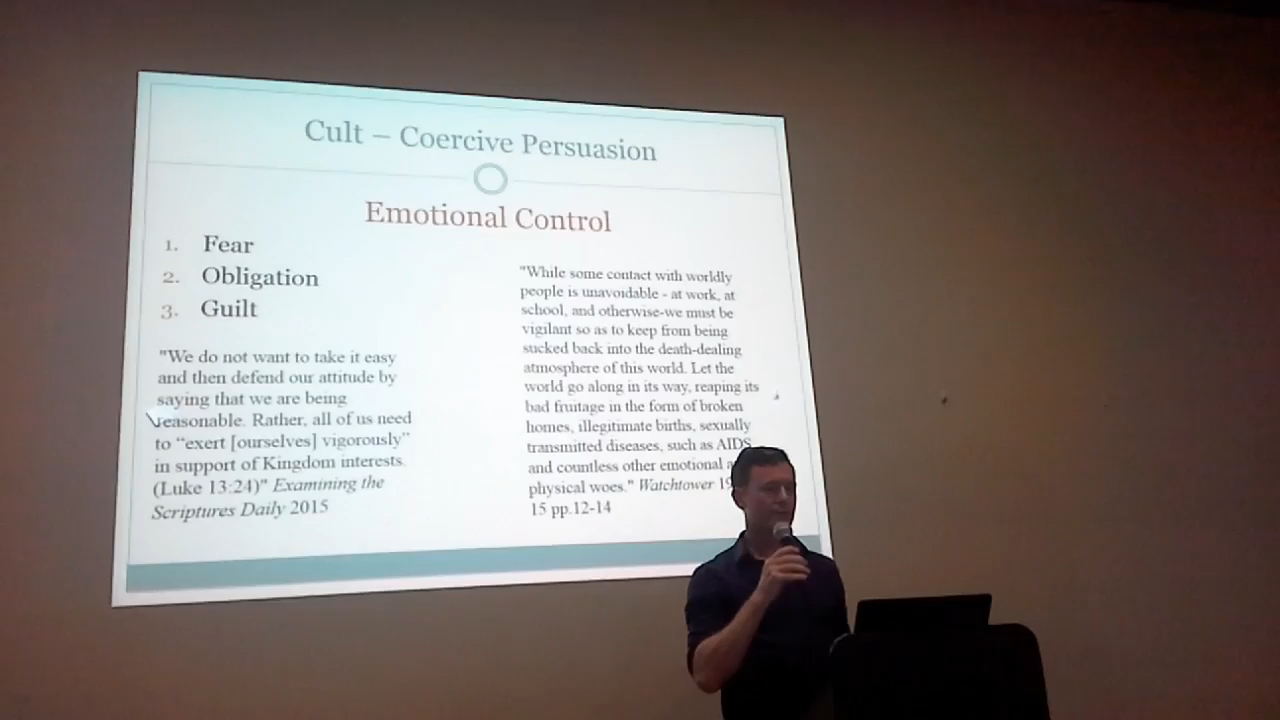 Cult – Coercive Persuasion
Emotional Control
1. Fear
2. Obligation
3. Guilt
"We do not want to take it easy
and then defend our attitude by
saying that we are being
reasonable. Rather, all of us need
to “exert [ourselves] vigorously”
in support of Kingdom interests.
(Luke 13:24)" Examining the
Scriptures Daily 2015
"While some contact with worldly
people is unavoidable - at work, at
school, and otherwise-we must be
vigilant so as to keep from being
sucked back into the death-dealing
atmosphere of this world. Let the
world go along in its way, reaping its
bad fruitage in the form of broken
homes, illegitimate births, sexually
transmitted diseases, such as AIDS
and countless other emotional
physical woes." Watchtower
15 pp.12-14